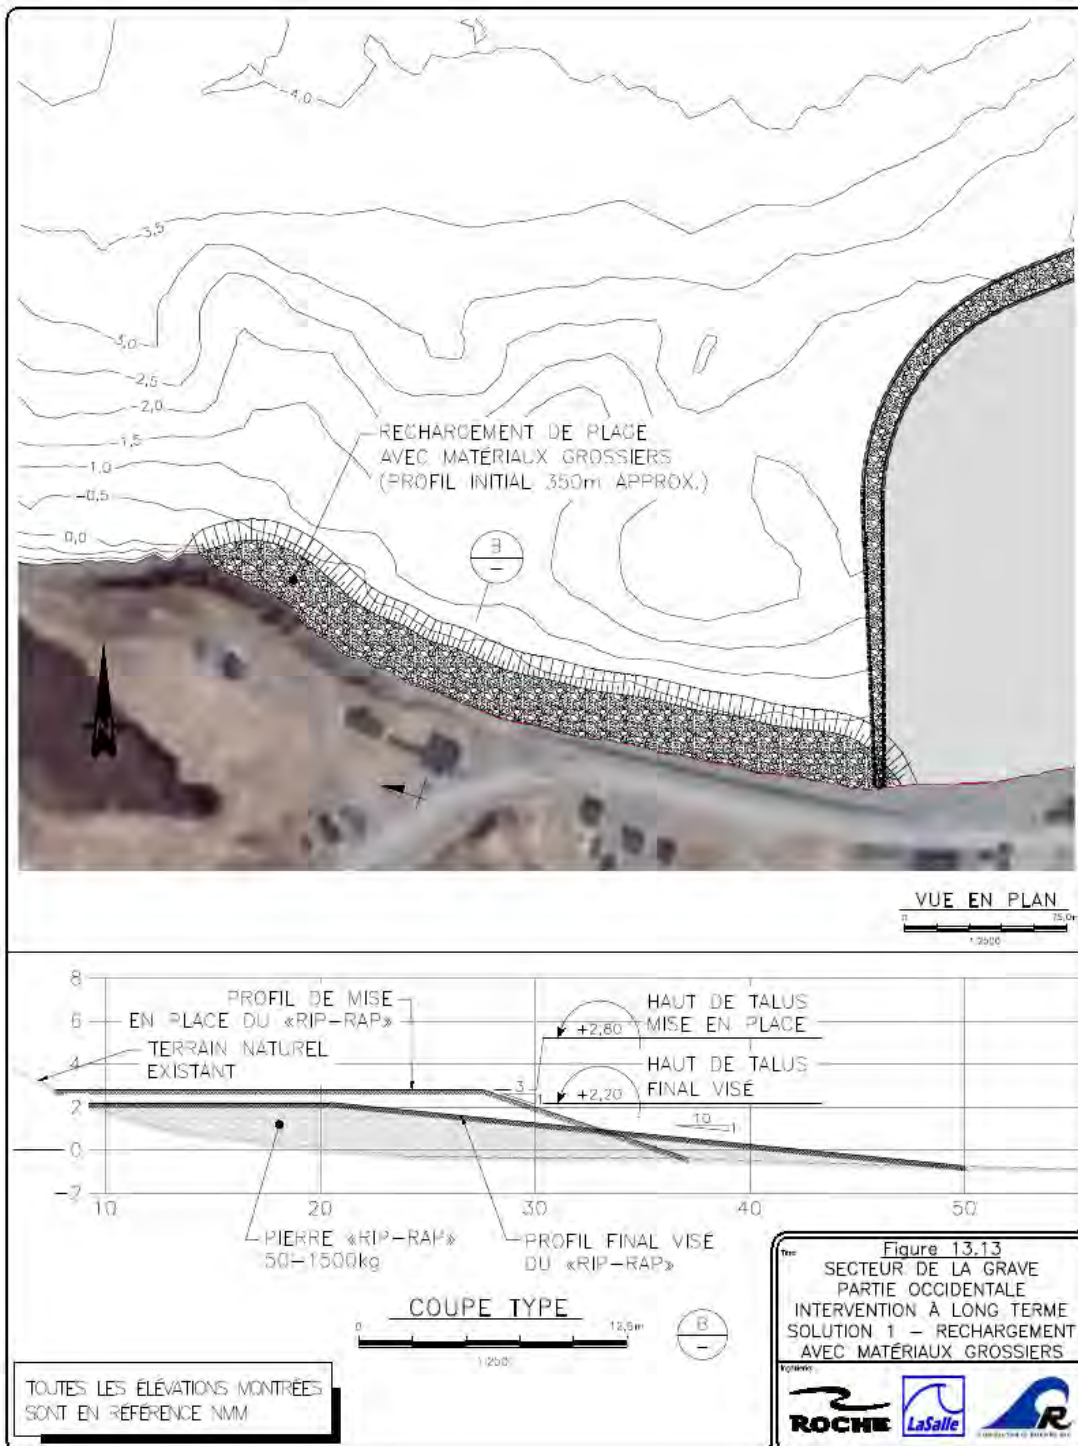 -4,0
-3,5
-3,0
-2,5
-2,0
-1,5
-1,0
-0,5
0,0
RECHARGEMENT DE PLAGE
AVEC MATÉRIAUX GROSSIERS
(PROFIL INITIAL 350m APPROX.)
B
N
VUE EN PLAN
0 75,0m
1:2500
8
6
4
2
0
-2
10 20 30 40 50
PROFIL DE MISE
EN PLACE DU «RIP-RAP»
TERRAIN NATUREL
EXISTANT
HAUT DE TALUS
MISE EN PLACE
+2,80
HAUT DE TALUS
FINAL VISÉ
+2,20
3
1
10
1
PIERRE «RIP-RAP»
50-1500kg
PROFIL FINAL VISÉ
DU «RIP-RAP»
COUPE TYPE
0 12,5m
1:250
B
TOUTES LES ÉLÉVATIONS MONTRÉES
SONT EN RÉFÉRENCE NMM
Titre
Figure 13.13
SECTEUR DE LA GRAVE
PARTIE OCCIDENTALE
INTERVENTION À LONG TERME
SOLUTION 1 - RECHARGEMENT
AVEC MATÉRIAUX GROSSIERS
ROCHE
LaSalle
R